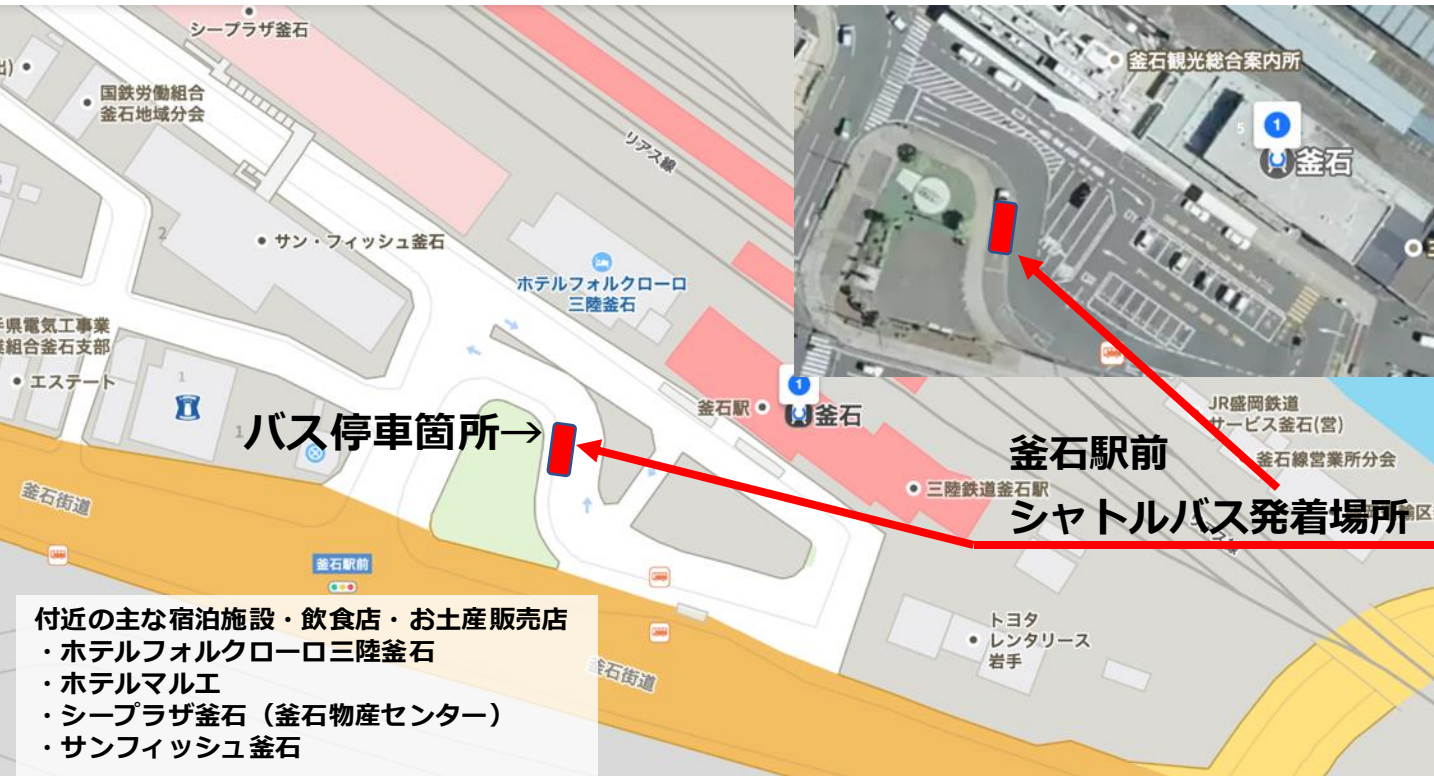 シープラザ釜石
国鉄労働組合
釜石地域分会
リアス線
2
サン・フィッシュ釜石
ホテルフォルクローロ
三陸釜石
釜石観光総合案内所
1
5
釜石
県電気工事業
組合釜石支部
エステート
1
1
バス停車箇所→
釜石駅
1
釜石
三陸鉄道釜石駅
JR盛岡鉄道
サービス釜石(営)
釜石線営業所分会
釜石駅前
シャトルバス発着場所
釜石街道
釜石駅前
釜石街道
トヨタ
レンタリース
岩手
付近の主な宿泊施設・飲食店・お土産販売店
・ホテルフォルクローロ三陸釜石
・ホテルマルエ
・シープラザ釜石（釜石物産センター）
・サンフィッシュ釜石